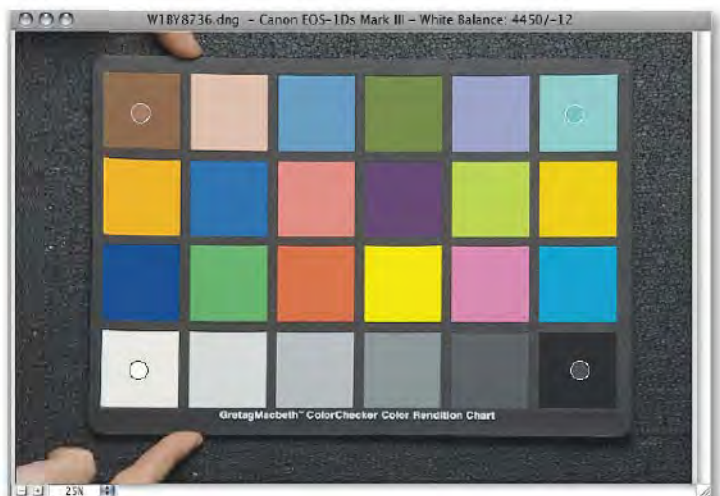 W1BY8736.dng - Canon EOS-1Ds Mark III - White Balance: 4450/-12
GretagMacbeth™ ColorChecker Color Rendition Chart
25%